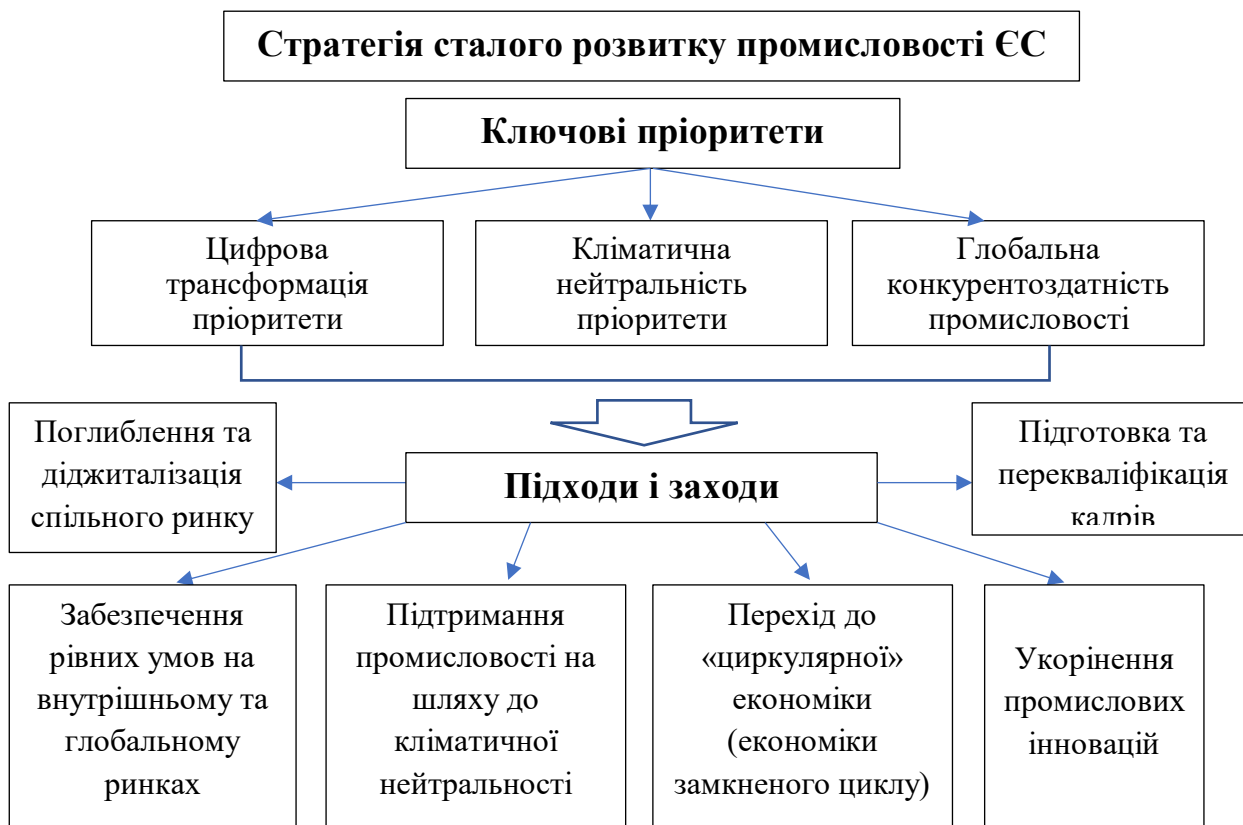 Стратегія сталого розвитку промисловості ЄС
Ключові пріоритети
Цифрова
трансформація
пріоритети
Кліматична
нейтральність
пріоритети
Глобальна
конкурентоздатність
промисловості
Поглиблення та
діджиталізація
спільного ринку
Підходи і заходи
Підготовка та
перекваліфікація
кадрів
Забезпечення
рівних умов на
внутрішньому та
глобальному
ринках
Підтримання
промисловості на
шляху до
кліматичної
нейтральності
Перехід до
«циркулярної»
економіки
(економіки
замкненого циклу)
Укорінення
промислових
інновацій